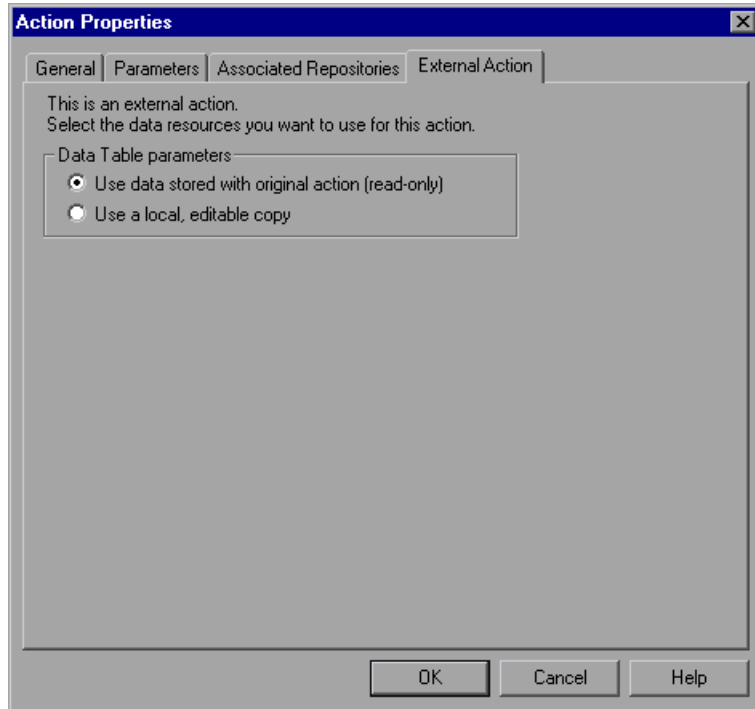 Action Properties
General Parameters Associated Repositories External Action
This is an external action.
Select the data resources you want to use for this action.
Data Table parameters
Use data stored with original action (read-only)
Use a local, editable copy
OK Cancel Help